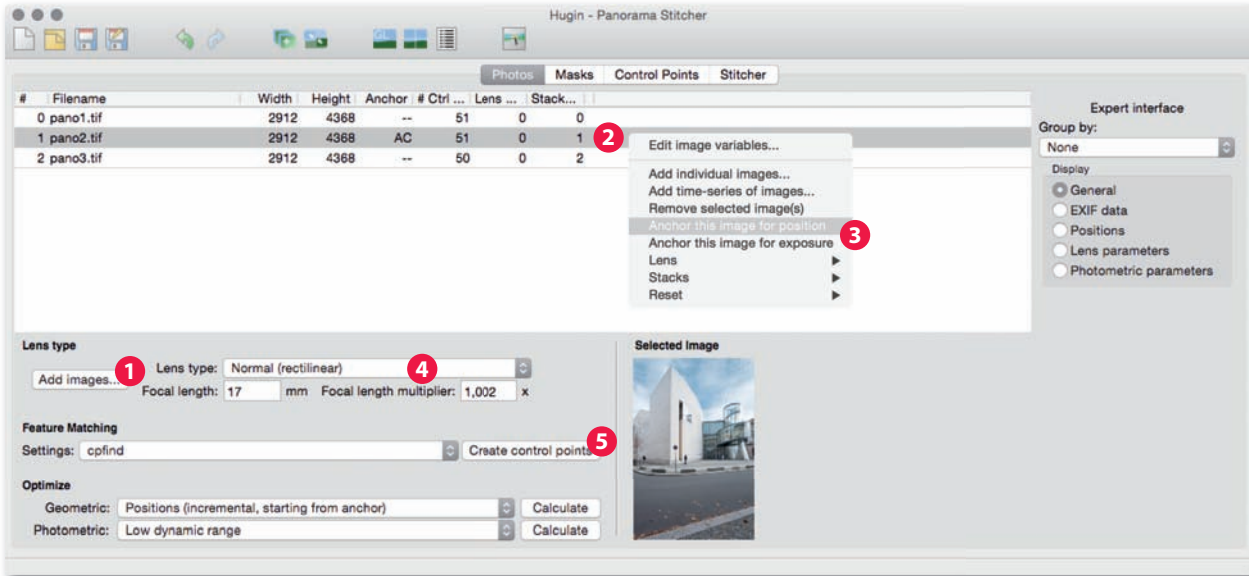 Hugin - Panorama Stitcher
Photos Masks Control Points Stitcher
# Filename Width Height Anchor # Ctrl ... Lens ... Stack...
0 pano1.tif 2912 4368 -- 51 0 0
1 pano2.tif 2912 4368 AC 51 0 1
2 pano3.tif 2912 4368 -- 50 0 2
2
Edit image variables...
Add individual images...
Add time-series of images...
Remove selected image(s)
Anchor this image for position
3
Anchor this image for exposure
Lens
Stacks
Reset
Expert interface
Group by:
None
Display
General
EXIF data
Positions
Lens parameters
Photometric parameters
Lens type
Add images...
1
Lens type: Normal (rectilinear)
4
Focal length: 17 mm Focal length multiplier: 1,002 x
Feature Matching
Settings: cpfind Create control points
5
Optimize
Geometric: Positions (incremental, starting from anchor) Calculate
Photometric: Low dynamic range Calculate
Selected Image